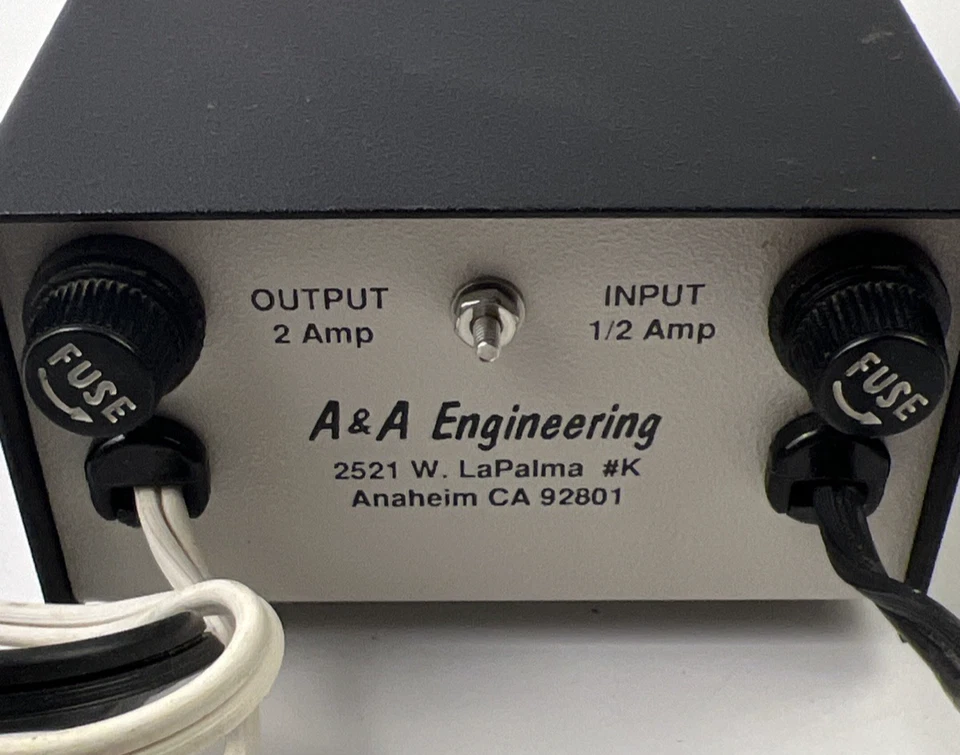 OUTPUT
2 Amp
INPUT
1/2 Amp
FUSE
FUSE
A & A Engineering
2521 W. LaPalma #K
Anaheim CA 92801